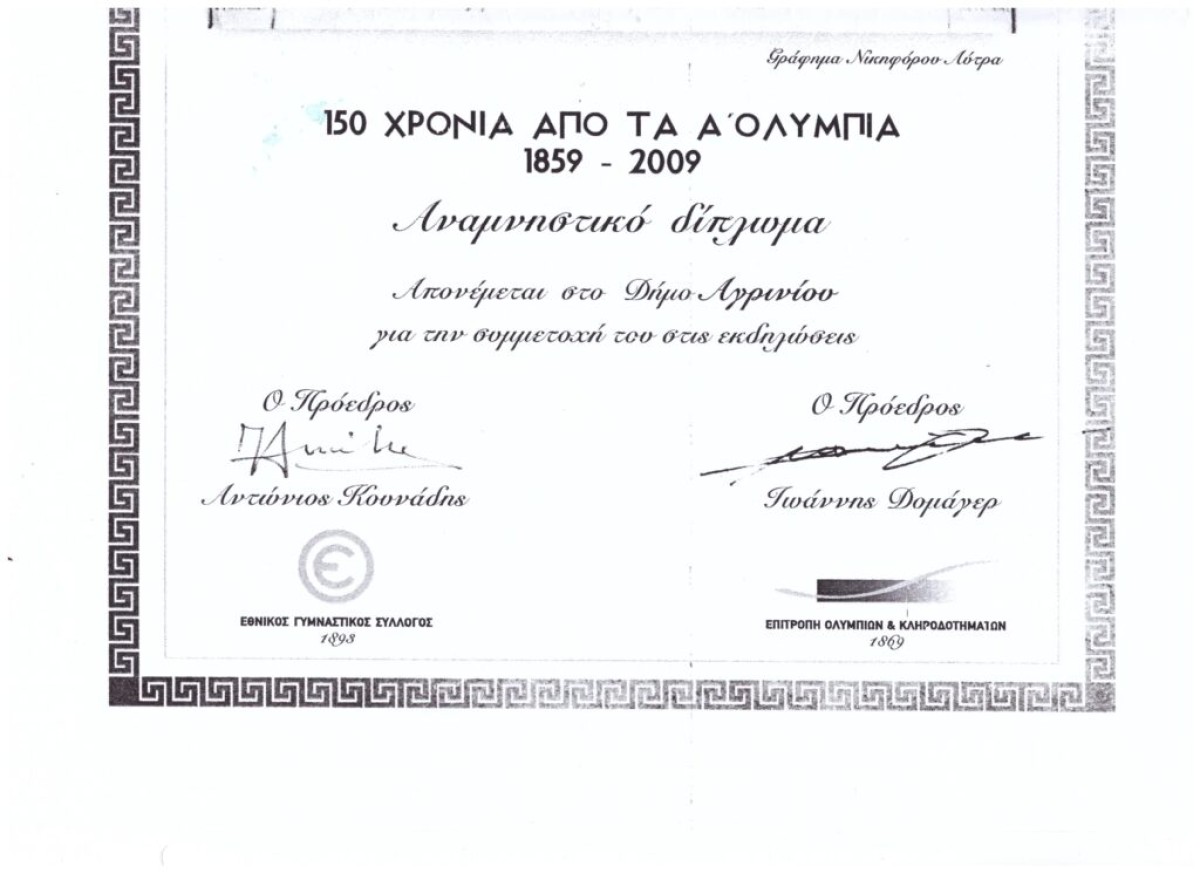 Γράφημα Νικηφόρου Λύτρα
150 ΧΡΟΝΙΑ ΑΠΟ ΤΑ Α΄ΟΛΥΜΠΙΑ
1859 - 2009
Αναμνηστικό δίπλωμα
Απονέμεται στο Δήμο Αγρινίου
για την συμμετοχή του στις εκδηλώσεις
Ο Πρόεδρος
Αντώνιος Κουνάδης
ΕΘΝΙΚΟΣ ΓΥΜΝΑΣΤΙΚΟΣ ΣΥΛΛΟΓΟΣ
1893
Ο Πρόεδρος
Ιωάννης Δομάγερ
ΕΠΙΤΡΟΠΗ ΟΛΥΜΠΙΩΝ & ΚΛΗΡΟΔΟΤΗΜΑΤΩΝ
1869